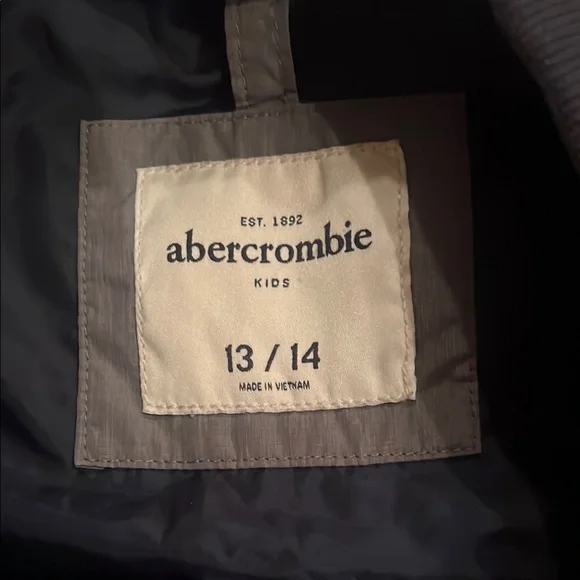 EST. 1892
abercrombie
KIDS
13 / 14
MADE IN VIETNAM